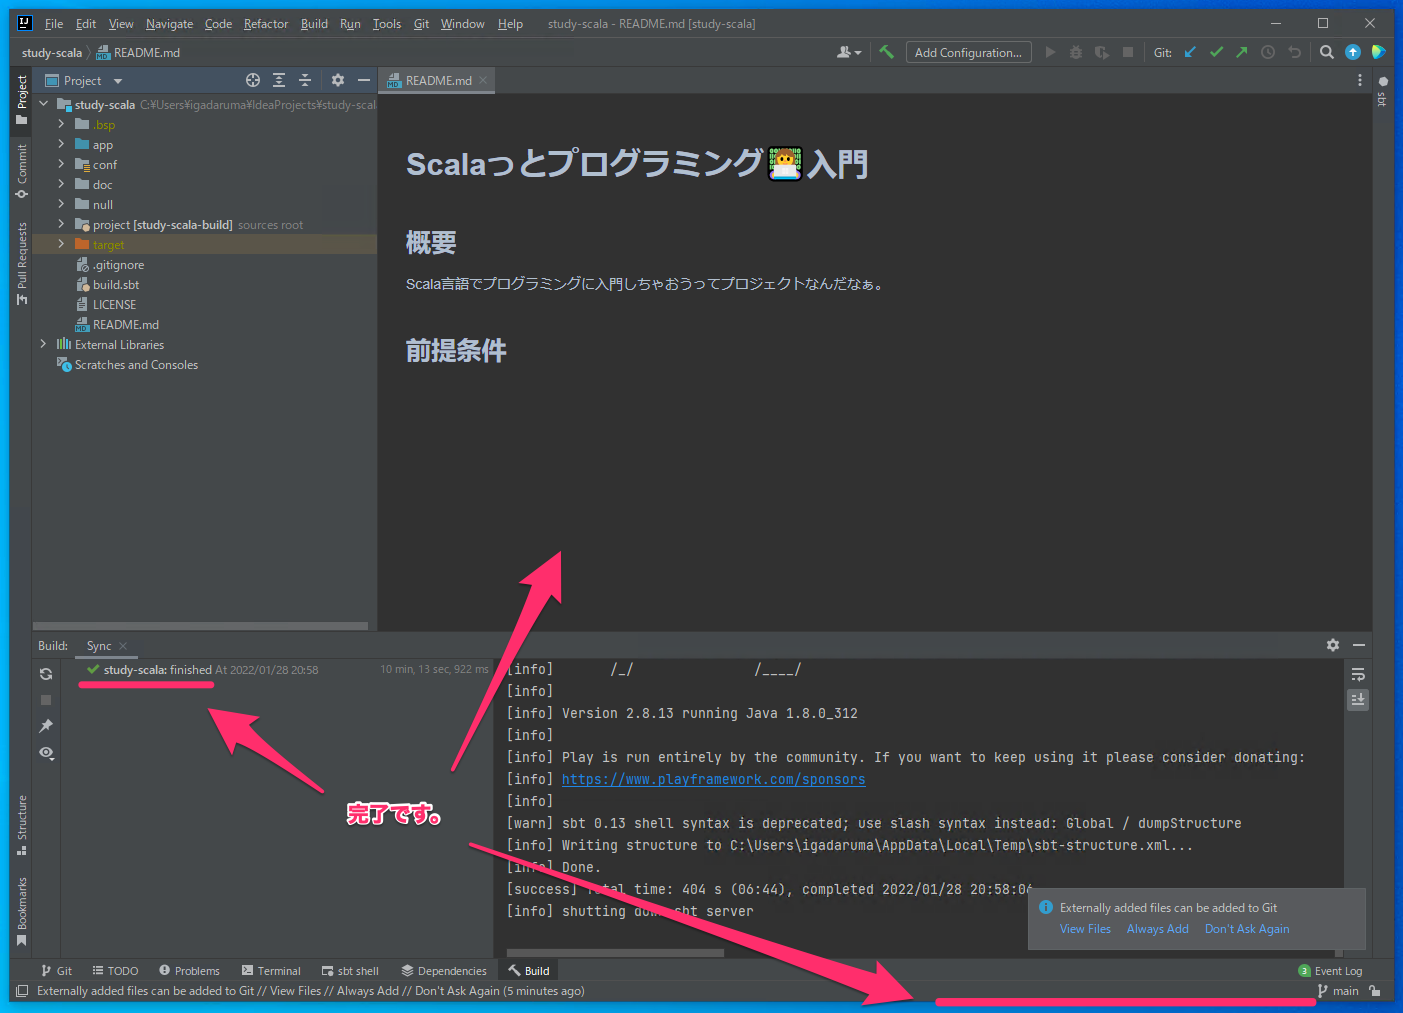 File Edit View Navigate Code Refactor Build Run Tools Git Window Help study-scala - README.md [study-scala]
study-scala README.md Add Configuration... Git:
Project
README.md
Project
Commit
Pull Requests
Structure
Bookmarks
sbt
study-scala C:¥Users¥igadaruma¥IdeaProjects¥study-scal
.bsp
app
conf
doc
null
project [study-scala-build] sources root
target
.gitignore
build.sbt
LICENSE
README.md
External Libraries
Scratches and Consoles
Scalaっとプログラミング👨‍💻入門
概要
Scala言語でプログラミングに入門しちゃおうってプロジェクトなんだなぁ。
前提条件
Build: Sync
study-scala: finished At 2022/01/28 20:58 10 min, 13 sec, 922 ms
完了です。
[info] /_/ /____/
[info]
[info] Version 2.8.13 running Java 1.8.0_312
[info]
[info] Play is run entirely by the community. If you want to keep using it please consider donating:
[info] https://www.playframework.com/sponsors
[info]
[warn] sbt 0.13 shell syntax is deprecated; use slash syntax instead: Global / dumpStructure
[info] Writing structure to C:\Users\igadaruma\AppData\Local\Temp\sbt-structure.xml...
[info] Done.
[success] Total time: 404 s (06:44), completed 2022/01/28 20:58:04
[info] shutting down sbt server
Externally added files can be added to Git
View Files Always Add Don't Ask Again
Git TODO Problems Terminal sbt shell Dependencies Build 3 Event Log
Externally added files can be added to Git // View Files // Always Add // Don't Ask Again (5 minutes ago) main